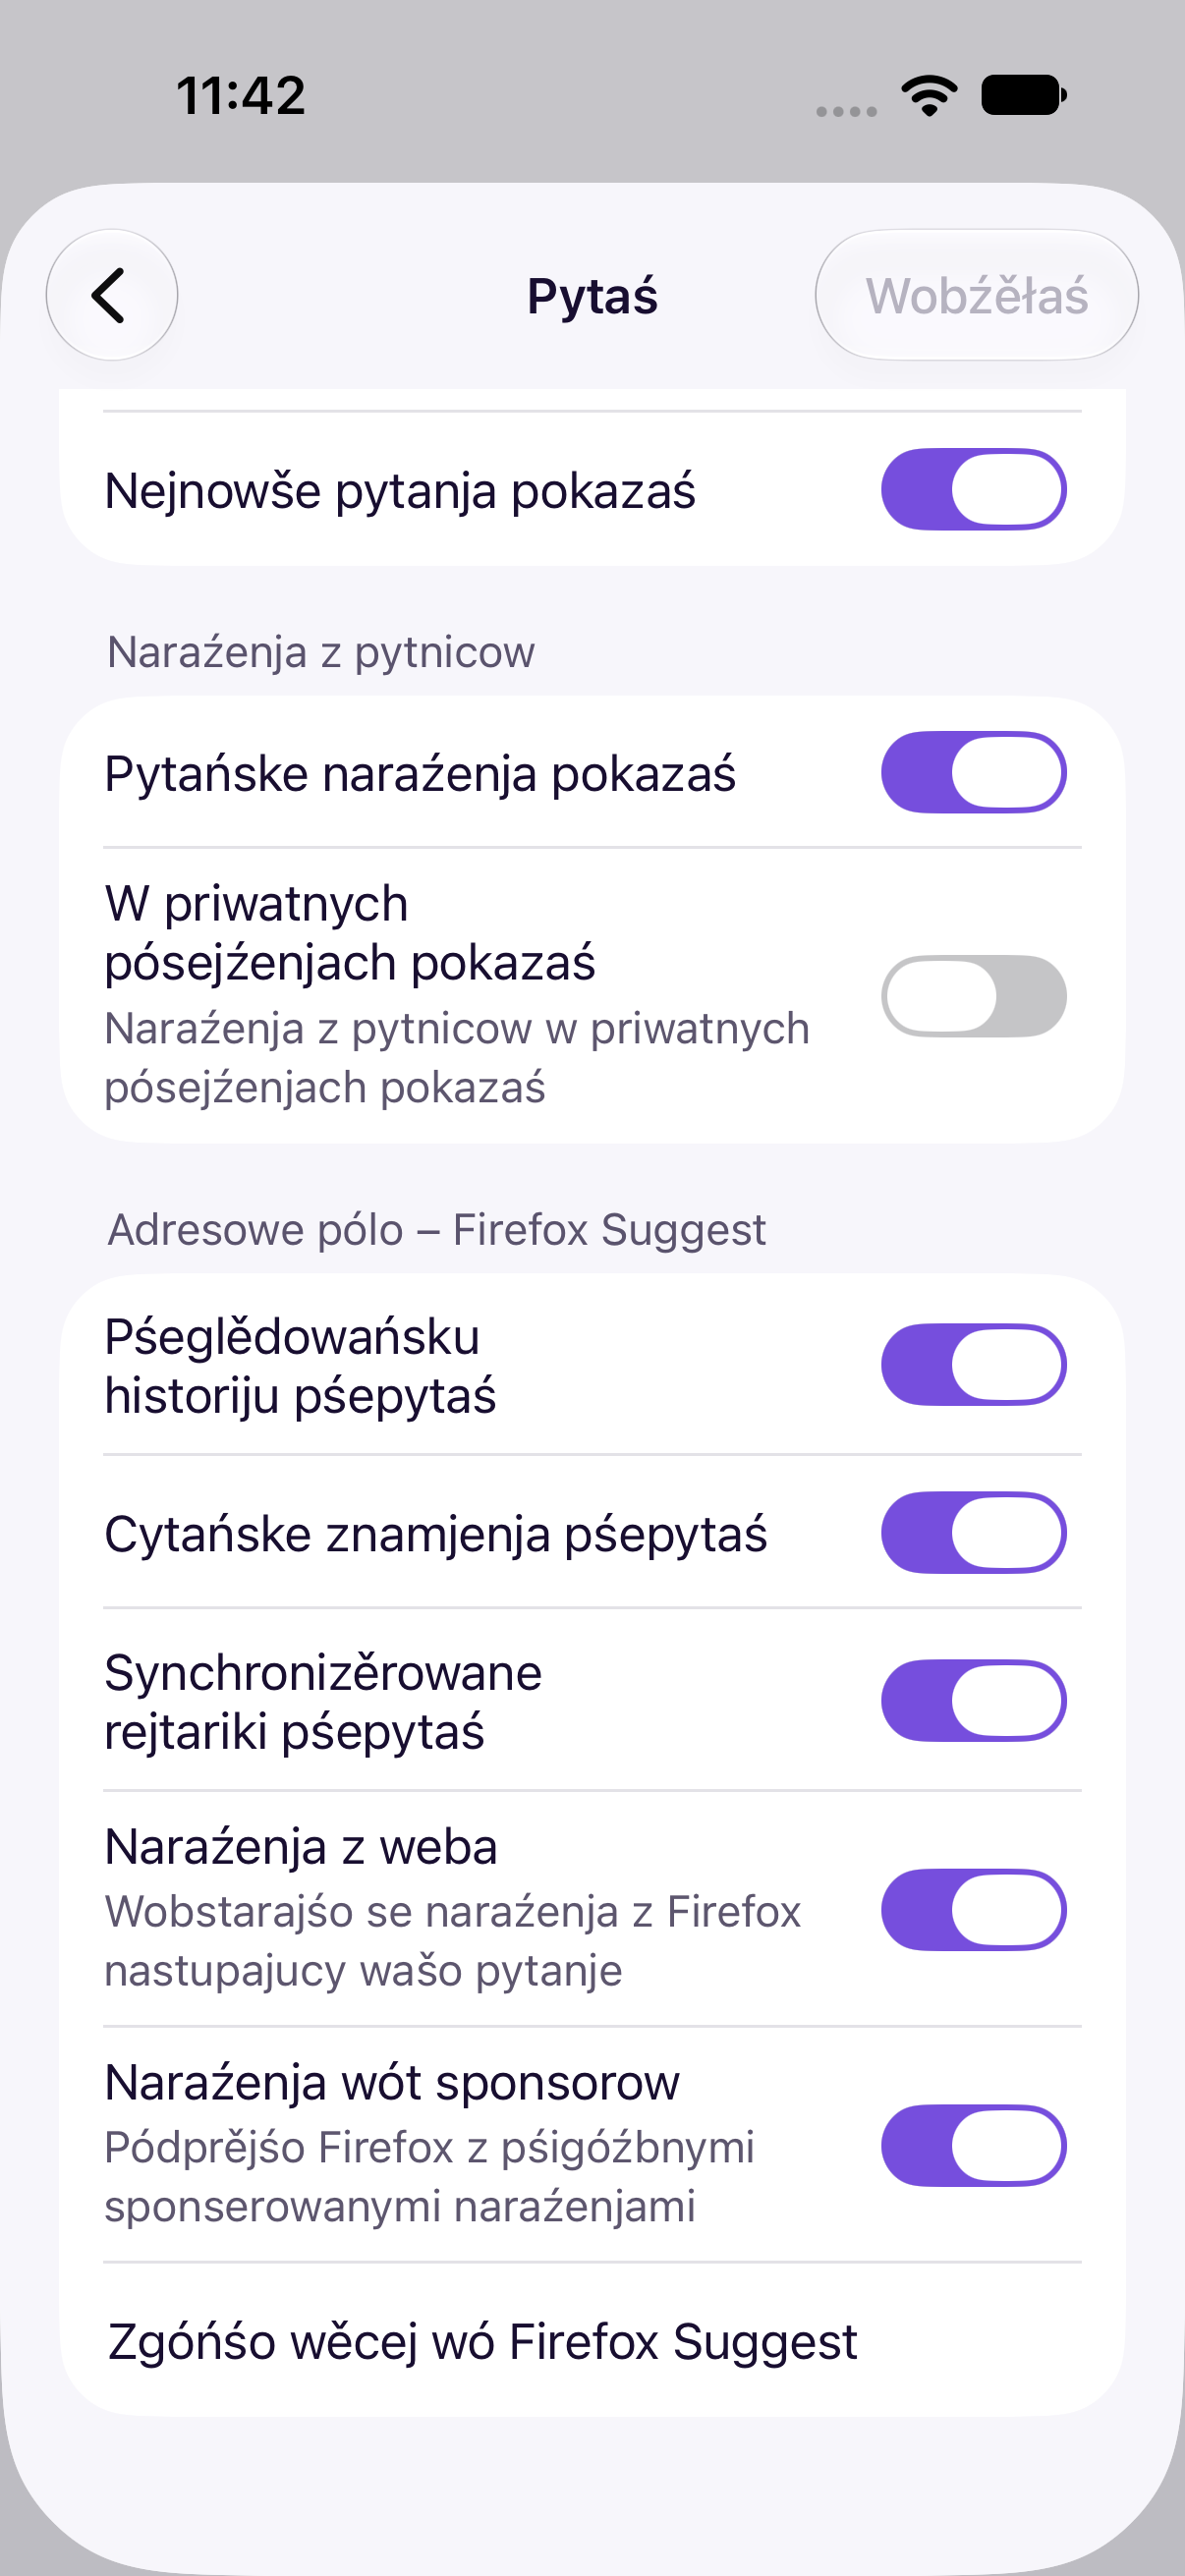 11:42
Pytaś
Wobźěłaś
Nejnowše pytanja pokazaś
Naraźenja z pytnicow
Pytańske naraźenja pokazaś
W priwatnych
pósejźenjach pokazaś
Naraźenja z pytnicow w priwatnych
pósejźenjach pokazaś
Adresowe pólo – Firefox Suggest
Pśeglědowańsku
historiju pśepytaś
Cytańske znamjenja pśepytaś
Synchronizěrowane
rejtariki pśepytaś
Naraźenja z weba
Wobstarajśo se naraźenja z Firefox
nastupajucy wašo pytanje
Naraźenja wót sponsorow
Pódprějśo Firefox z pśigóźbnymi
sponserowanymi naraźenjami
Zgóńśo wěcej wó Firefox Suggest